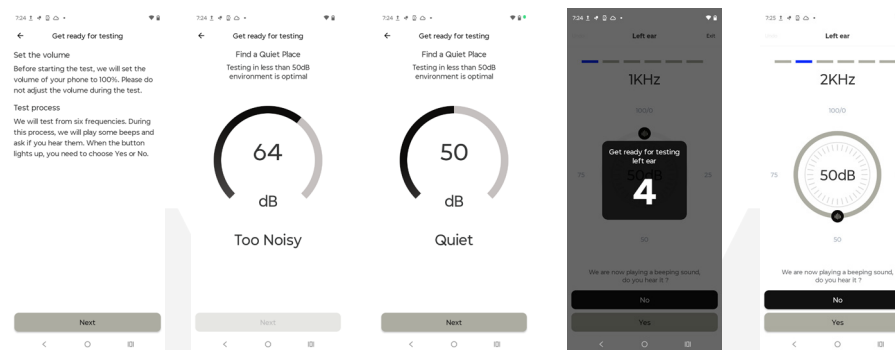 7:24
Get ready for testing
Set the volume
Before starting the test, we will set the
volume of your phone to 100%. Please do
not adjust the volume during the test.
Test process
We will test from six frequencies. During
this process, we will play some beeps and
ask if you hear them. When the button
lights up, you need to choose Yes or No.
Next
7:24
Get ready for testing
Find a Quiet Place
Testing in less than 50dB
environment is optimal
64
dB
Too Noisy
Next
7:24
Get ready for testing
Find a Quiet Place
Testing in less than 50dB
environment is optimal
50
dB
Quiet
Next
7:24
Left ear
Exit
1KHz
100/0
Get ready for testing
left ear
4
75
50dB
25
50
We are now playing a beeping sound,
do you hear it ?
No
Yes
7:25
Left ear
2KHz
100/0
75
50dB
50
We are now playing a beeping sound,
do you hear it ?
No
Yes